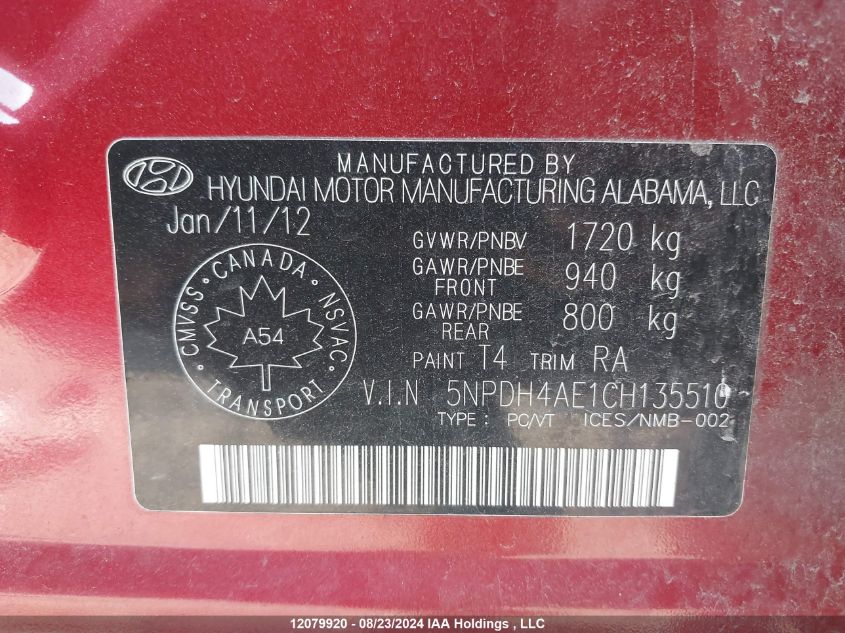 MANUFACTURED BY
HYUNDAI MOTOR MANUFACTURING ALABAMA, LLC
Jan/11/12
GVWR/PNBV 1720 kg
GAWR/PNBE FRONT 940 kg
GAWR/PNBE REAR 800 kg
PAINT T4 TRIM RA
V.I.N 5NPDH4AE1CH135510
TYPE : PC/VT ICES/NMB-002
CMVSS • CANADA • NSVAC • TRANSPORT •
A54
12079920 - 08/23/2024 IAA Holdings , LLC